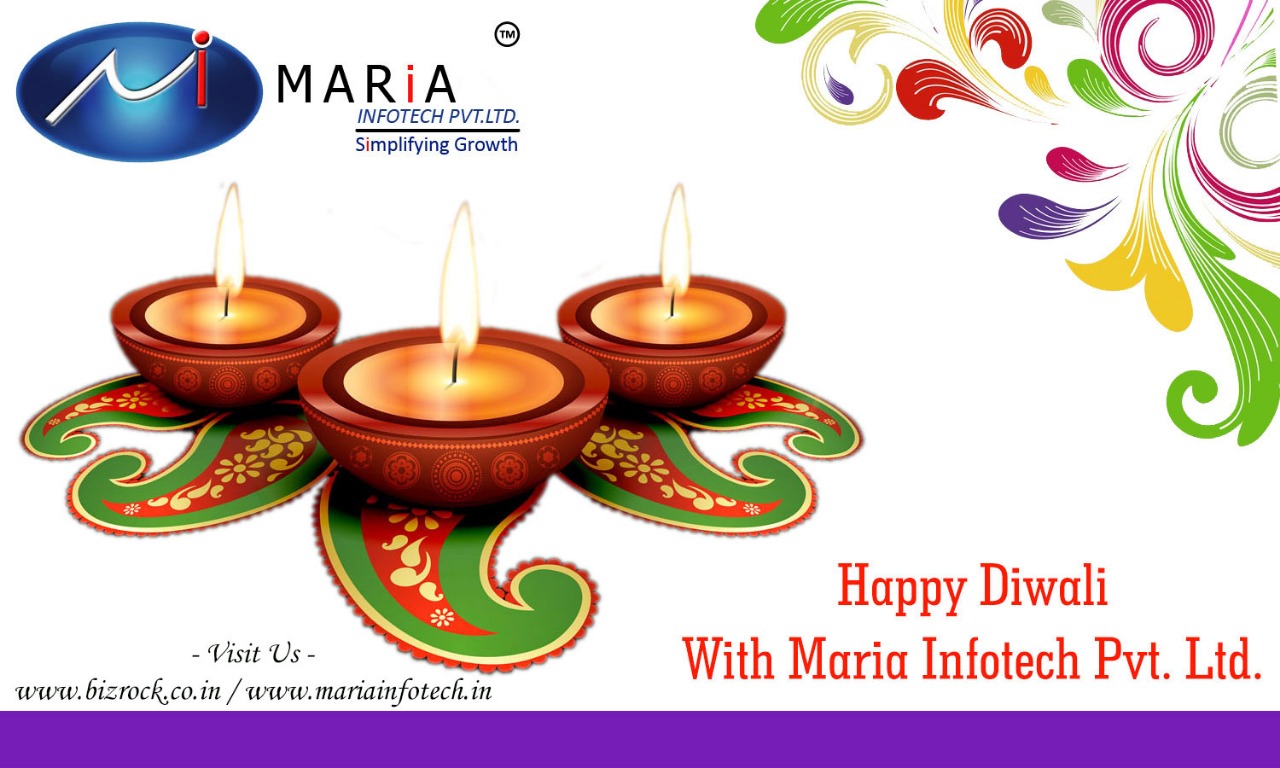 TM
MARiA
INFOTECH PVT.LTD.
Simplifying Growth
Happy Diwali
With Maria Infotech Pvt. Ltd.
- Visit Us -
www.bizrock.co.in / www.mariainfotech.in